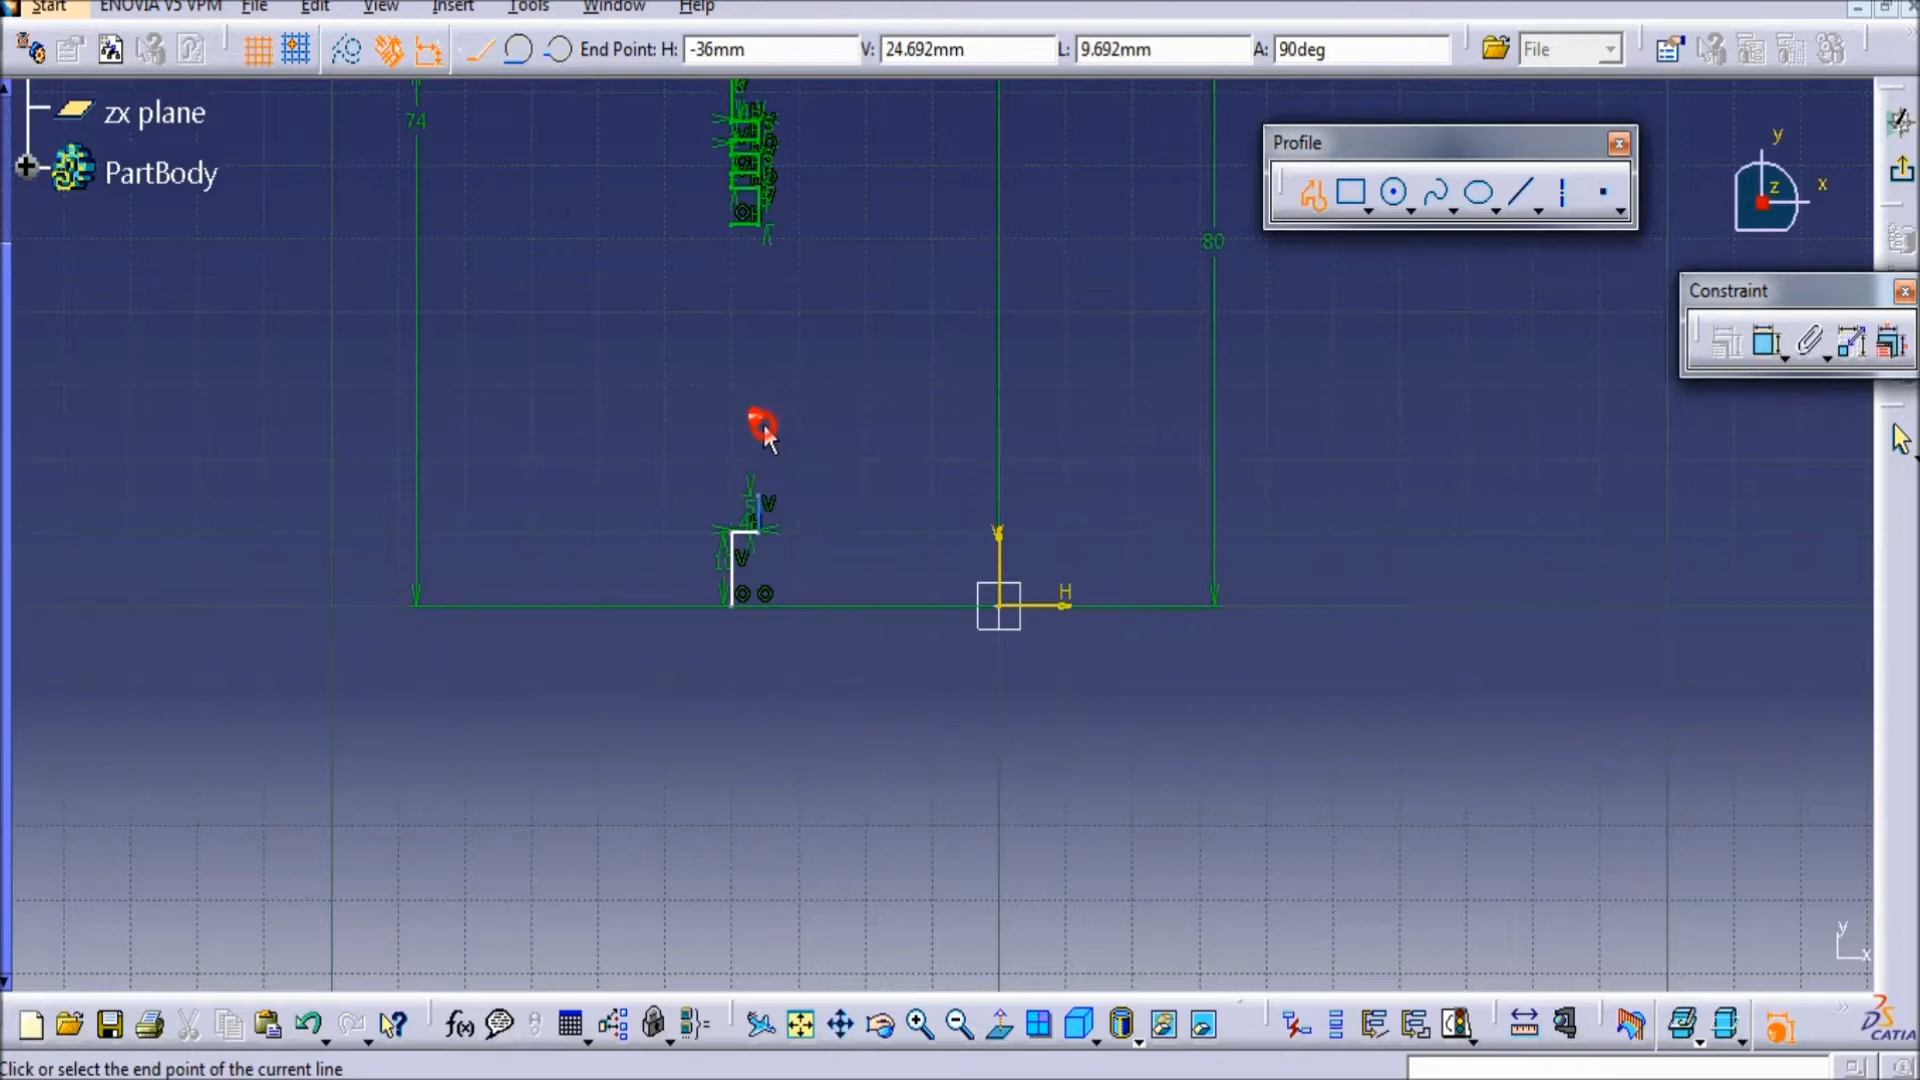 Start ENOVIA V5 VPM File Edit View Insert Tools Window Help
End Point: H: -36mm V: 24.692mm L: 9.692mm A: 90deg File
zx plane
PartBody
74
80
Profile
Constraint
y
x
z
V
V
H
V
H
y
x
f(x)
CATIA
Click or select the end point of the current line